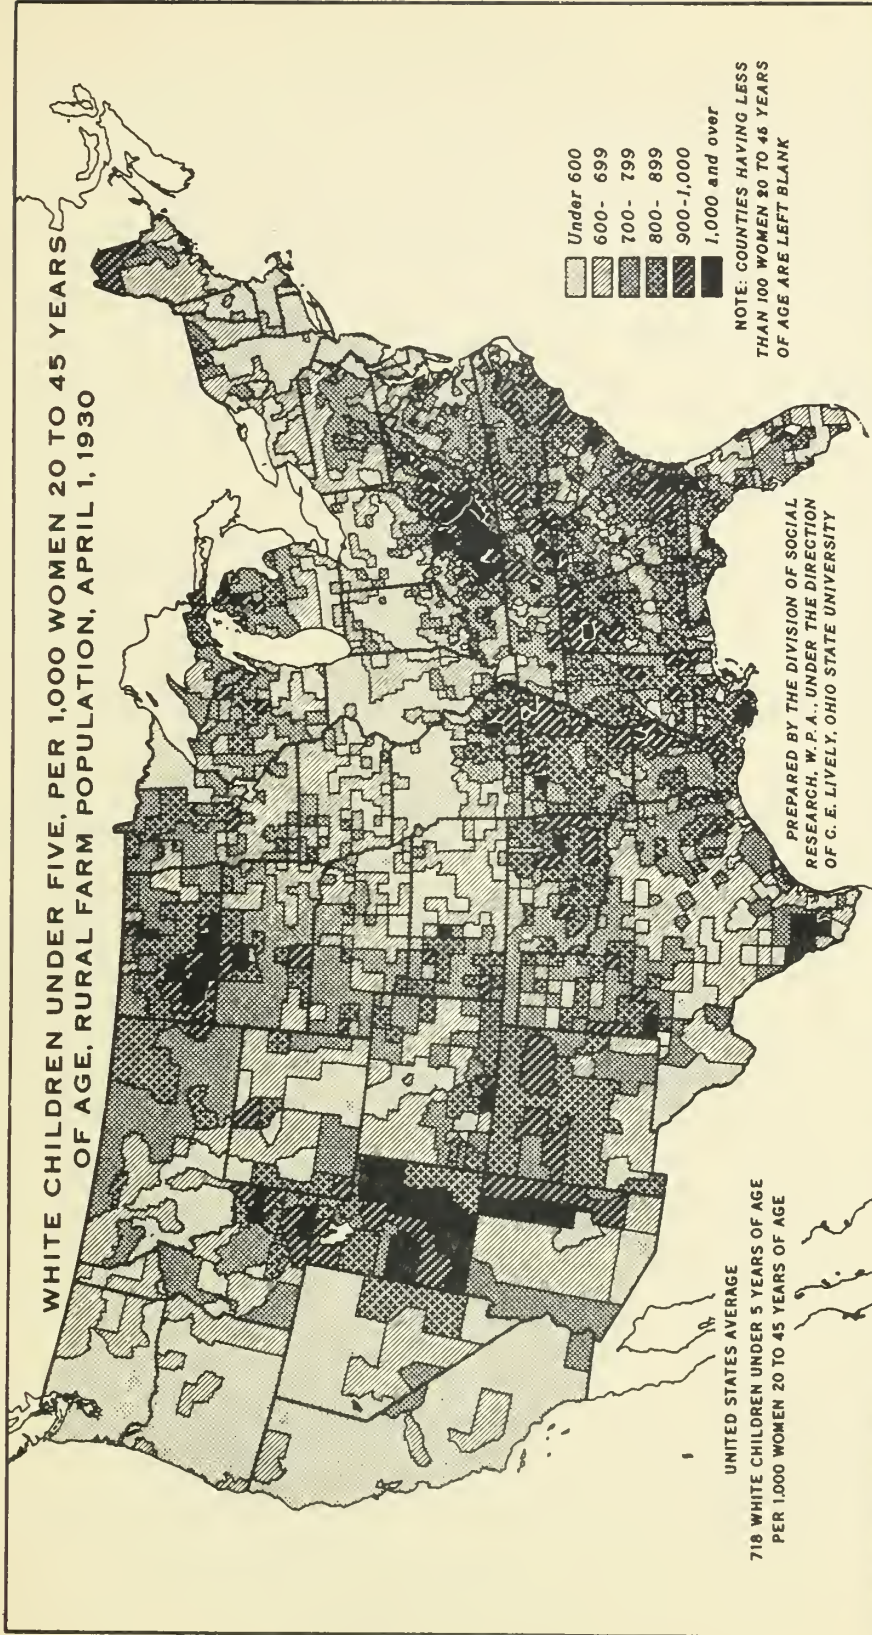 WHITE CHILDREN UNDER FIVE, PER 1,000 WOMEN 20 TO 45 YEARS
OF AGE, RURAL FARM POPULATION, APRIL 1, 1930
Under 600
600- 699
700- 799
800- 899
900-1,000
1,000 and over
NOTE: COUNTIES HAVING LESS
THAN 100 WOMEN 20 TO 45 YEARS
OF AGE ARE LEFT BLANK
UNITED STATES AVERAGE
718 WHITE CHILDREN UNDER 5 YEARS OF AGE
PER 1,000 WOMEN 20 TO 45 YEARS OF AGE
PREPARED BY THE DIVISION OF SOCIAL
RESEARCH, W.P.A., UNDER THE DIRECTION
OF C. E. LIVELY, OHIO STATE UNIVERSITY